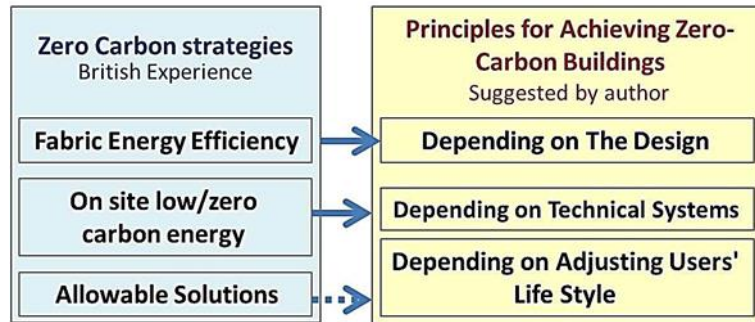 Zero Carbon strategies
British Experience
Fabric Energy Efficiency
On site low/zero
carbon energy
Allowable Solutions
Principles for Achieving Zero-
Carbon Buildings
Suggested by author
Depending on The Design
Depending on Technical Systems
Depending on Adjusting Users'
Life Style